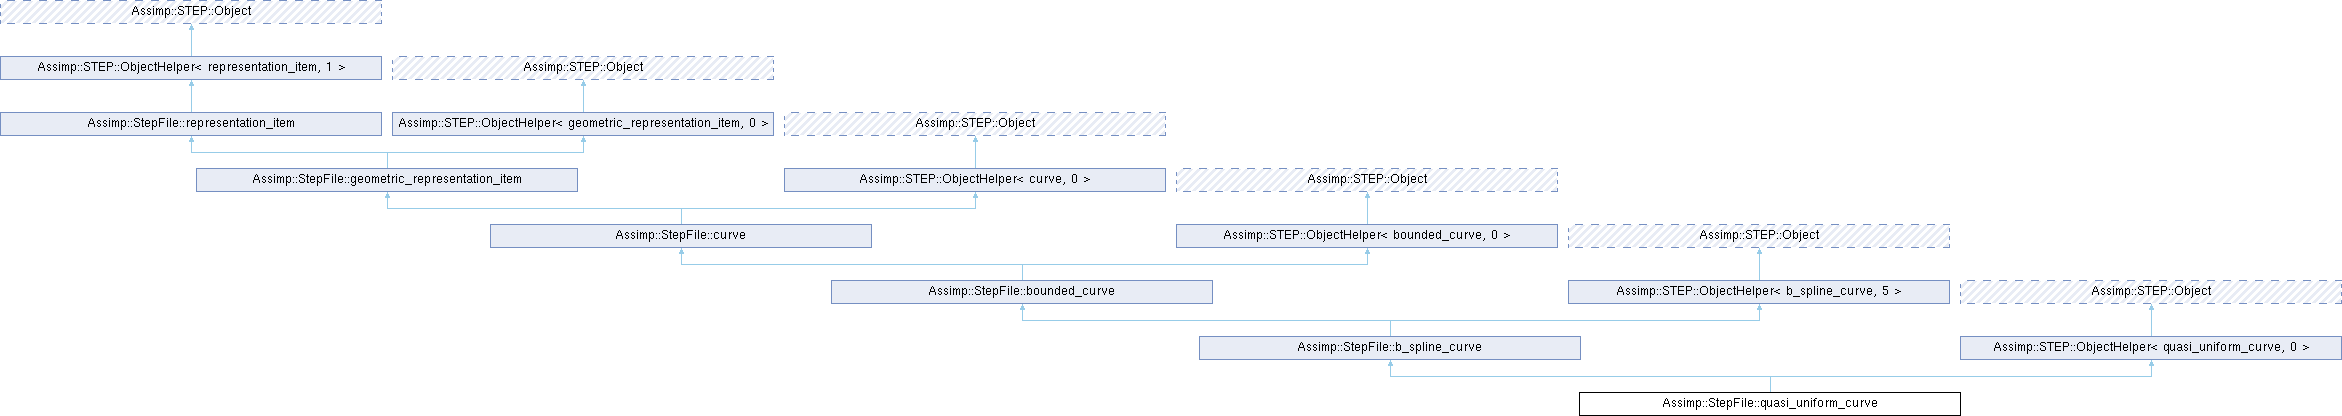 Assimp::STEP::Object
Assimp::STEP::ObjectHelper< representation_item, 1 >
Assimp::STEP::Object
Assimp::StepFile::representation_item
Assimp::STEP::ObjectHelper< geometric_representation_item, 0 >
Assimp::STEP::Object
Assimp::StepFile::geometric_representation_item
Assimp::STEP::ObjectHelper< curve, 0 >
Assimp::STEP::Object
Assimp::StepFile::curve
Assimp::STEP::ObjectHelper< bounded_curve, 0 >
Assimp::STEP::Object
Assimp::StepFile::bounded_curve
Assimp::STEP::ObjectHelper< b_spline_curve, 5 >
Assimp::STEP::Object
Assimp::StepFile::b_spline_curve
Assimp::STEP::ObjectHelper< quasi_uniform_curve, 0 >
Assimp::StepFile::quasi_uniform_curve